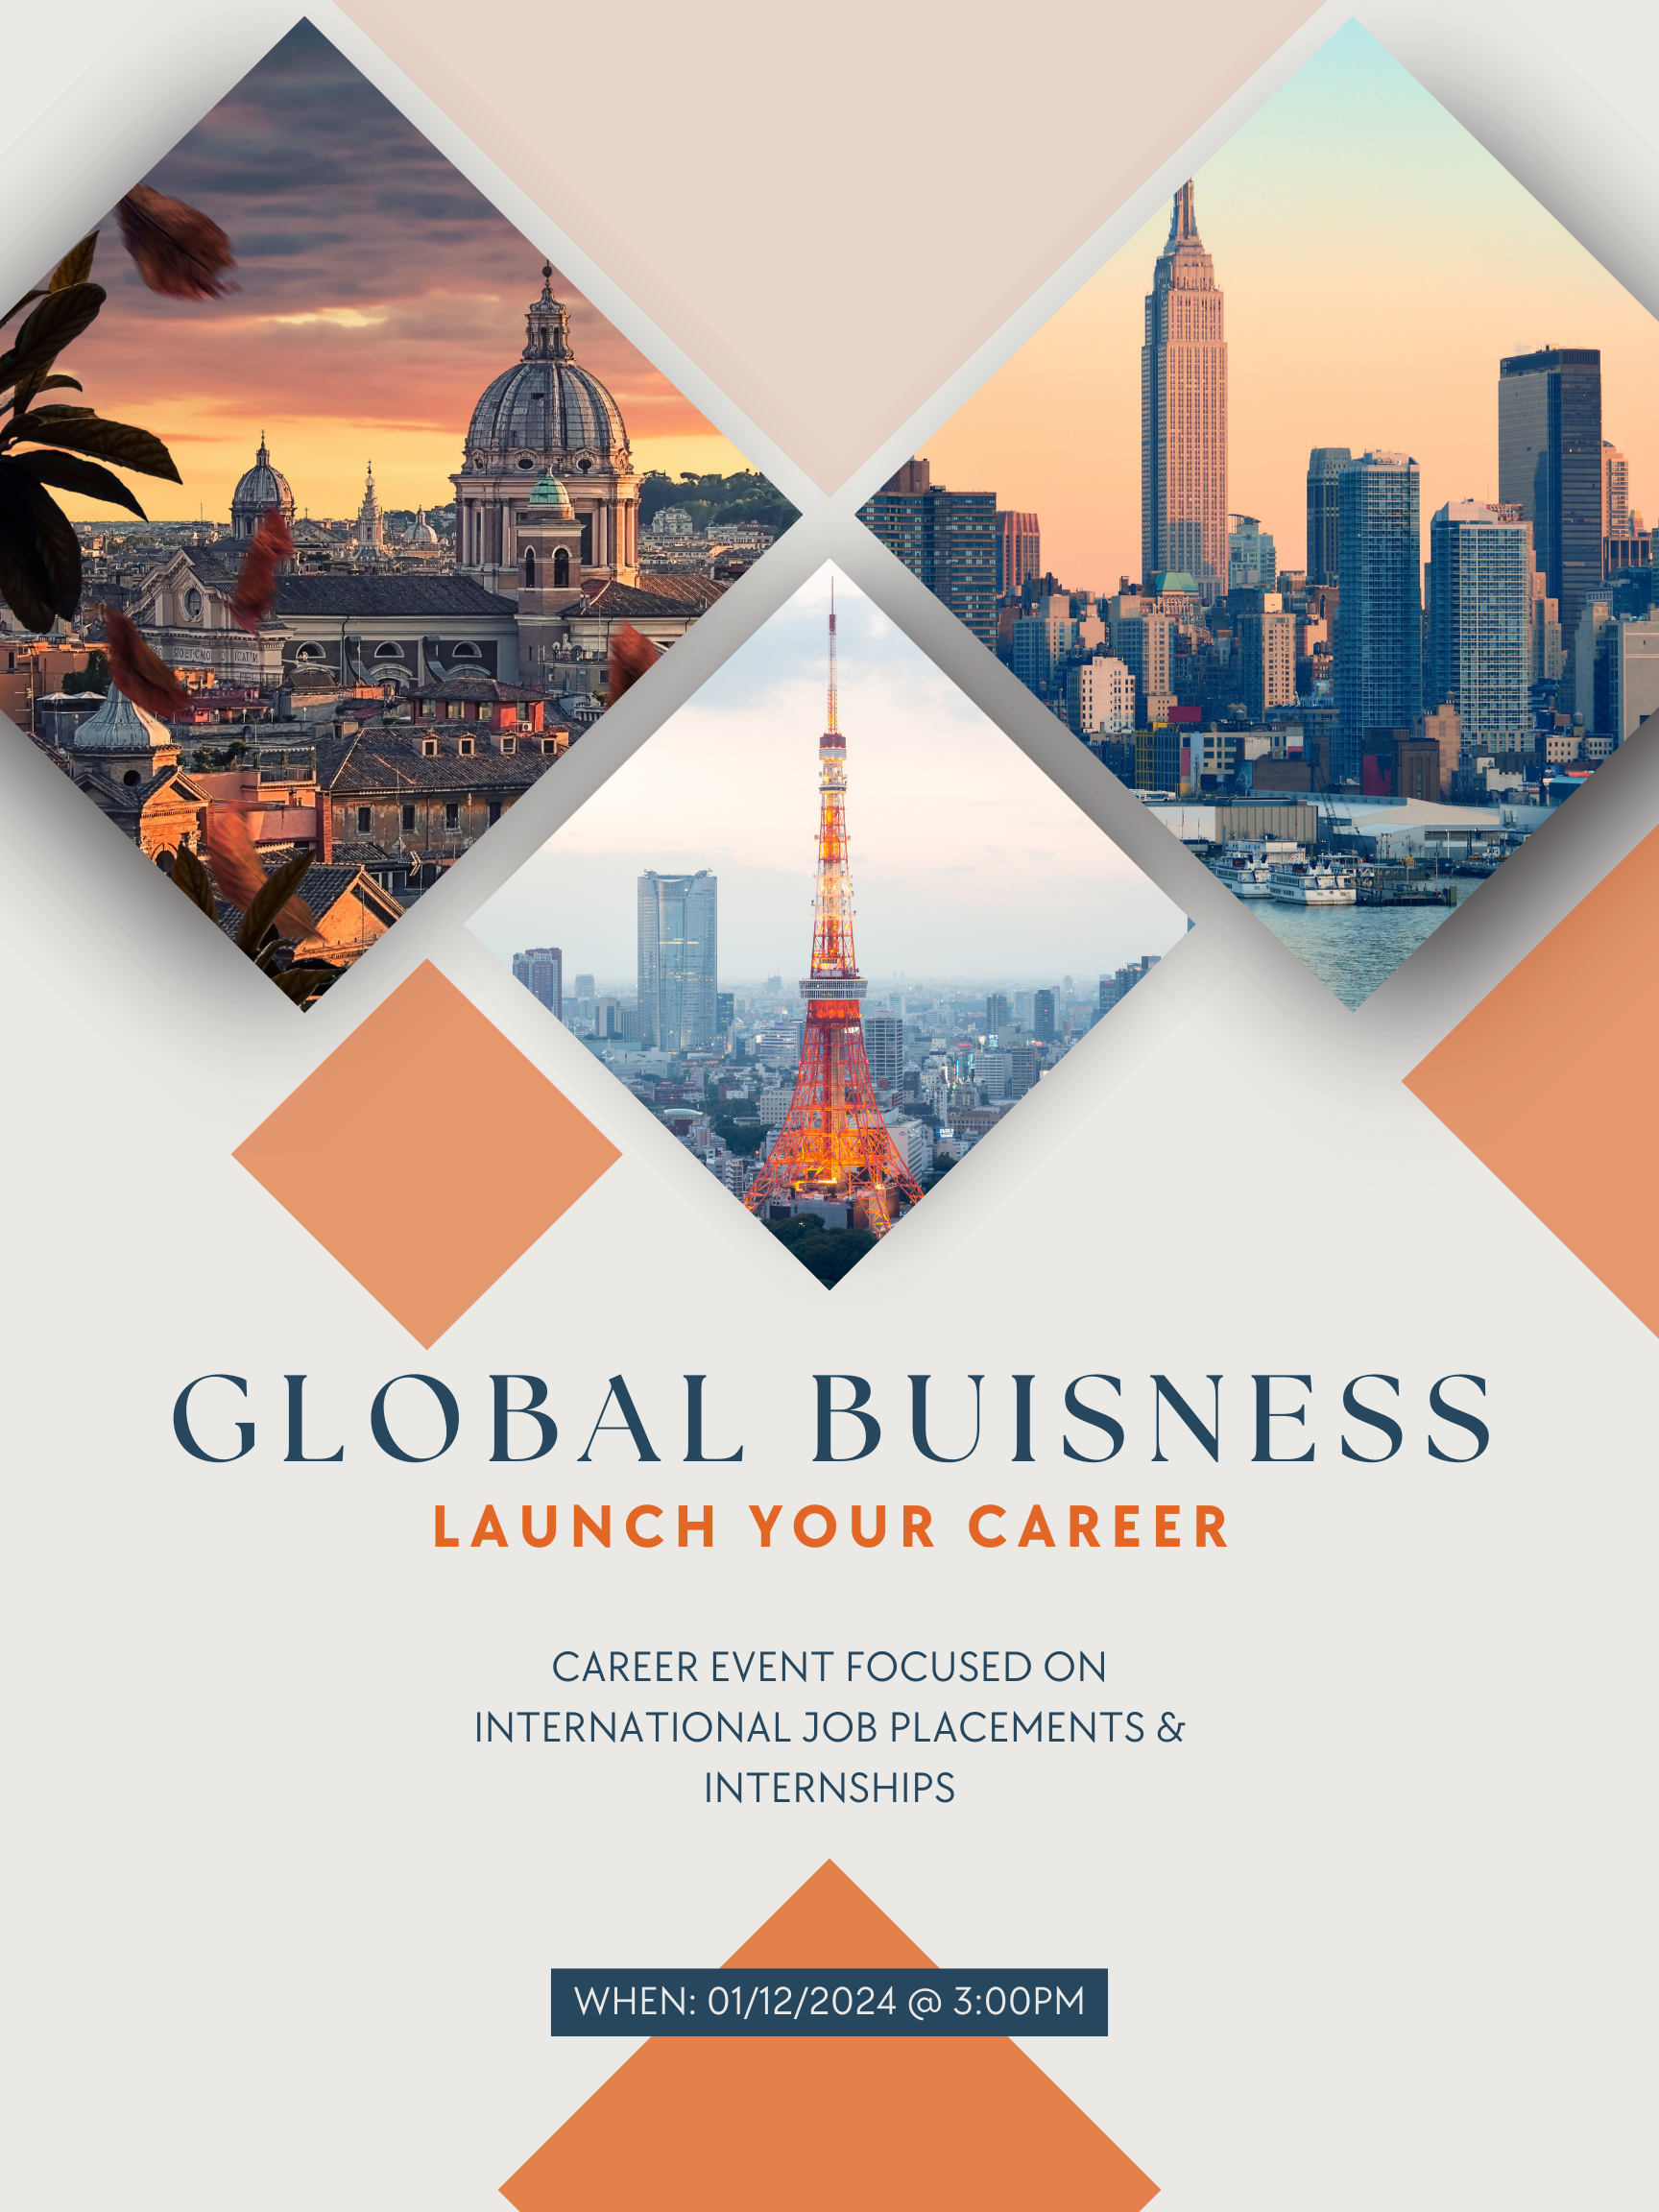 GLOBAL BUISNESS
LAUNCH YOUR CAREER
CAREER EVENT FOCUSED ON
INTERNATIONAL JOB PLACEMENTS &
INTERNSHIPS
WHEN: 01/12/2024 @ 3:00PM